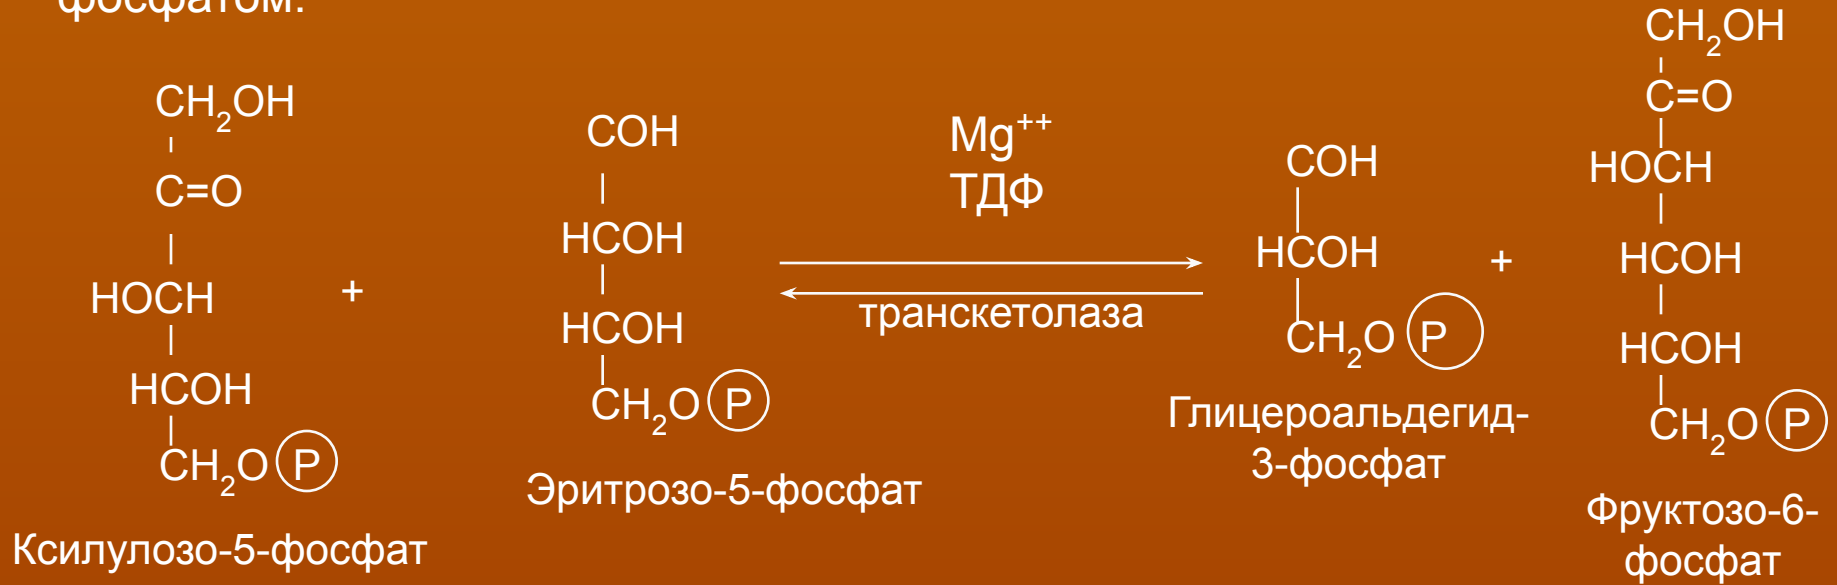 фосфатом:
CH₂OH
C=O
HOCH
HCOH
CH₂O P
Ксилулозо-5-фосфат
+
COH
HCOH
HCOH
CH₂O P
Эритрозо-5-фосфат
Mg⁺⁺
ТДФ
транскетолаза
COH
HCOH
CH₂O P
Глицероальдегид-
3-фосфат
+
CH₂OH
C=O
HOCH
HCOH
HCOH
CH₂O P
Фруктозо-6-
фосфат